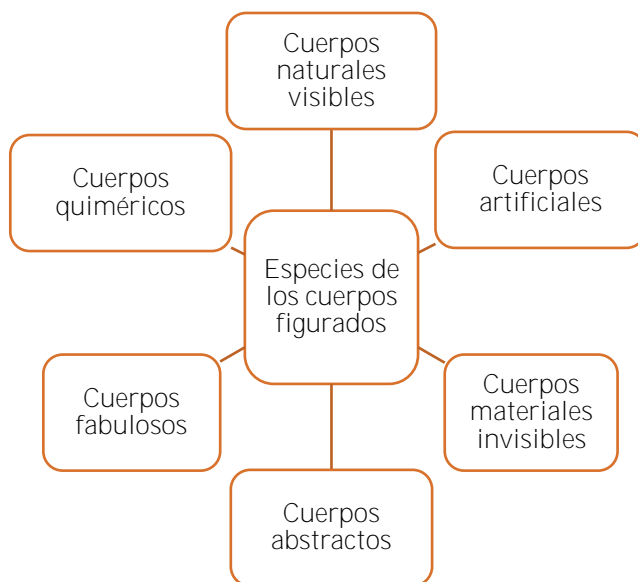 Cuerpos
naturales
visibles
Cuerpos
quiméricos
Cuerpos
artificiales
Especies de
los cuerpos
figurados
Cuerpos
fabulosos
Cuerpos
materiales
invisibles
Cuerpos
abstractos